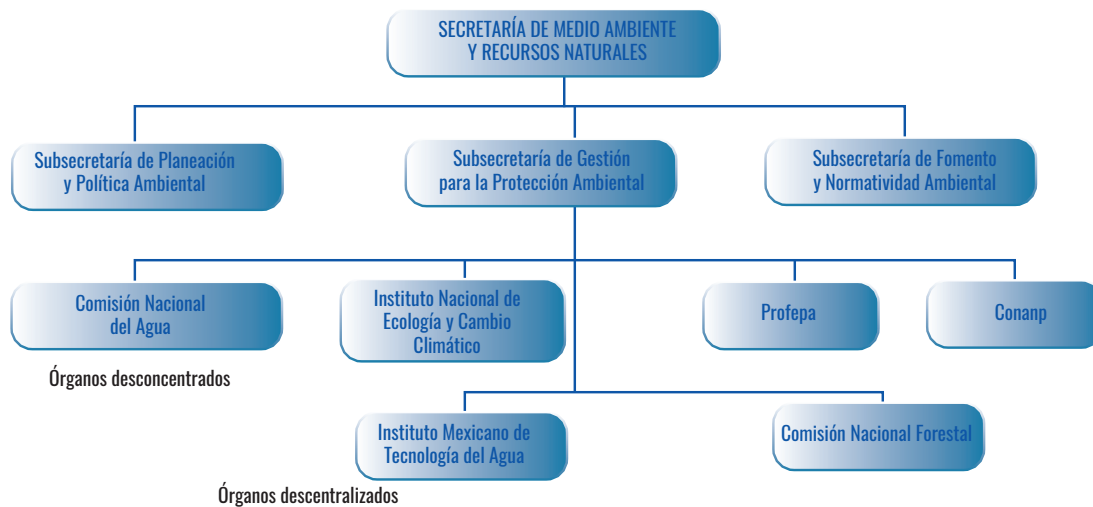 SECRETARÍA DE MEDIO AMBIENTE
Y RECURSOS NATURALES
Subsecretaría de Planeación
y Política Ambiental
Subsecretaría de Gestión
para la Protección Ambiental
Subsecretaría de Fomento
y Normatividad Ambiental
Comisión Nacional
del Agua
Instituto Nacional de
Ecología y Cambio
Climático
Profepa
Conanp
Órganos desconcentrados
Instituto Mexicano de
Tecnología del Agua
Comisión Nacional Forestal
Órganos descentralizados